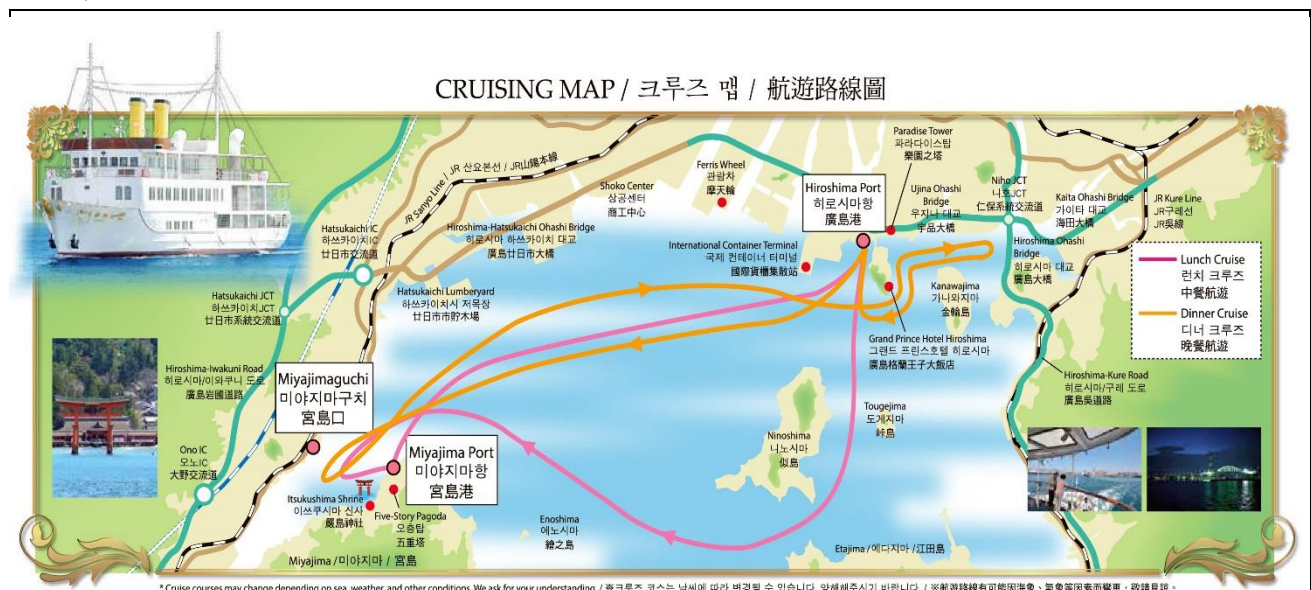 CRUISING MAP / 크루즈 맵 / 航遊路線圖
JR Sanyo Line / JR 산요본선 / JR山陽本線
Shoko Center
상공센터
商工中心
Ferris Wheel
관람차
摩天輪
Hiroshima Port
히로시마항
廣島港
Paradise Tower
파라다이스탑
樂園之塔
Ujina Ohashi
Bridge
우지나 대교
宇品大橋
Niho JCT
니호JCT
仁保系統交流道
Kaita Ohashi Bridge
가이타 대교
海田大橋
JR Kure Line
JR구레선
JR吳線
Hatsukaichi IC
하쓰카이치IC
廿日市交流道
Hiroshima-Hatsukaichi Ohashi Bridge
히로시마 하쓰카이치 대교
廣島廿日市大橋
International Container Terminal
국제 컨테이너 터미널
國際貨櫃集散站
Hiroshima Ohashi
Bridge
히로시마 대교
廣島大橋
Lunch Cruise
런치 크루즈
中餐航遊
Dinner Cruise
디너 크루즈
晚餐航遊
Hatsukaichi JCT
하쓰카이치JCT
廿日市系統交流道
Hatsukaichi Lumberyard
하쓰카이치시 저목장
廿日市市貯木場
Kanawajima
가나와지마
金輪島
Grand Prince Hotel Hiroshima
그랜드 프린스호텔 히로시마
廣島格蘭王子大飯店
Hiroshima-Iwakuni Road
히로시마/이와쿠니 도로
廣島岩國道路
Miyajimaguchi
미야지마구치
宮島口
Hiroshima-Kure Road
히로시마/구레 도로
廣島吳道路
Tougejima
도게지마
峠島
Ninoshima
니노시마
似島
Ono IC
오노IC
大野交流道
Miyajima Port
미야지마항
宮島港
Itsukushima Shrine
이쓰쿠시마 신사
嚴島神社
Five-Story Pagoda
오층탑
五重塔
Enoshima
에노시마
繪之島
Miyajima /미야지마 / 宮島
Etajima /에다지마 /江田島
* Cruise courses may change depending on sea, weather, and other conditions. We ask for your understanding. / ※크루즈 코스는 날씨에 따라 변경될 수 있습니다. 양해해주시기 바랍니다. / ※航遊路線有可能因海象、氣象等因素而變更,敬請見諒。